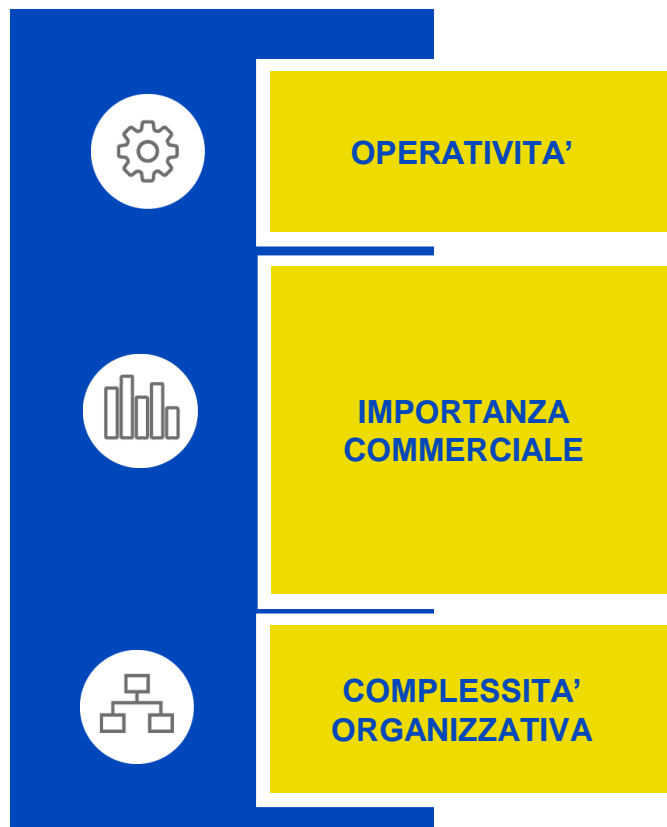 OPERATIVITA’
IMPORTANZA
COMMERCIALE
COMPLESSITA’
ORGANIZZATIVA